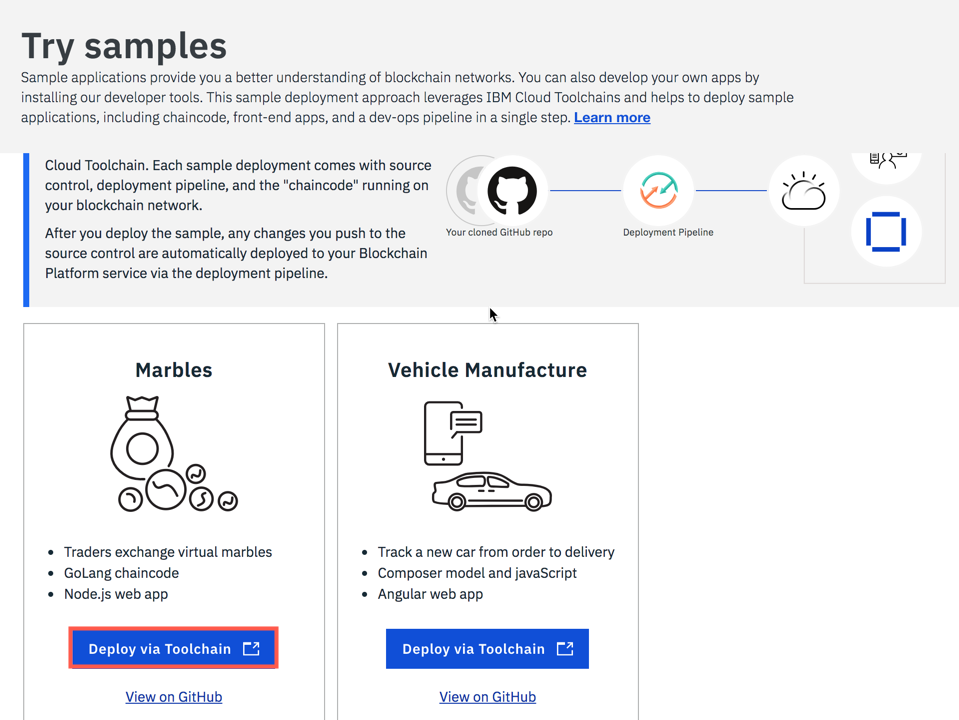 Try samples
Sample applications provide you a better understanding of blockchain networks. You can also develop your own apps by
installing our developer tools. This sample deployment approach leverages IBM Cloud Toolchains and helps to deploy sample
applications, including chaincode, front-end apps, and a dev-ops pipeline in a single step. Learn more
Cloud Toolchain. Each sample deployment comes with source
control, deployment pipeline, and the "chaincode" running on
your blockchain network.
After you deploy the sample, any changes you push to the
source control are automatically deployed to your Blockchain
Platform service via the deployment pipeline.
Your cloned GitHub repo
Deployment Pipeline
Marbles
Traders exchange virtual marbles
GoLang chaincode
Node.js web app
Deploy via Toolchain
View on GitHub
Vehicle Manufacture
Track a new car from order to delivery
Composer model and javaScript
Angular web app
Deploy via Toolchain
View on GitHub